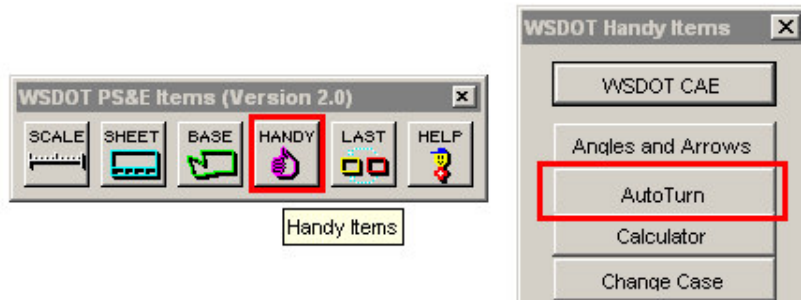 WSDOT PS&E Items (Version 2.0)
SCALE SHEET BASE HANDY LAST HELP
Handy Items
WSDOT Handy Items
WSDOT CAE
Angles and Arrows
AutoTurn
Calculator
Change Case